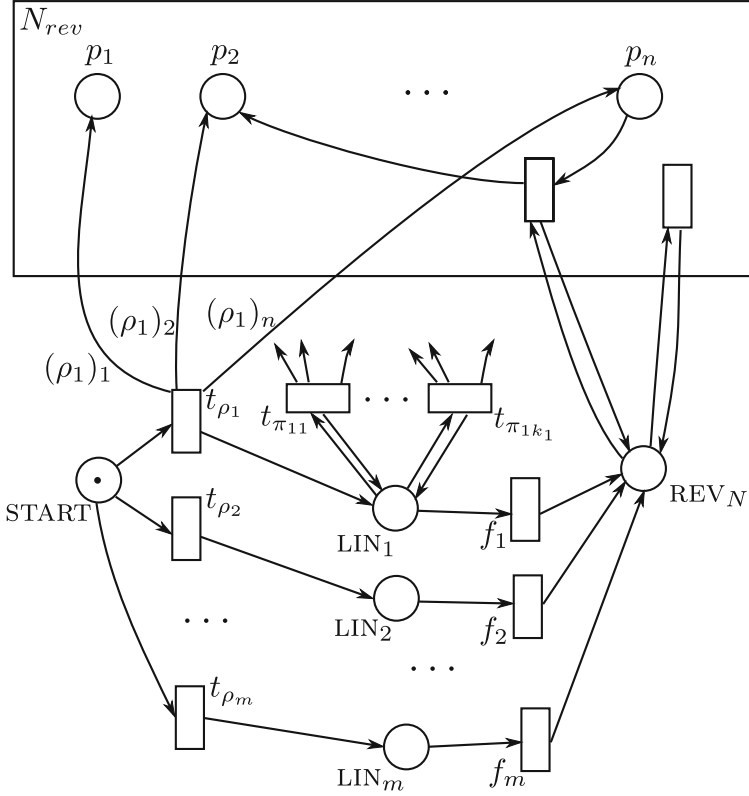 N_rev
p_1 p_2 ... p_n
(ρ_1)_2 (ρ_1)_n
(ρ_1)_1
t_ρ_1 t_π_11 ... t_π_1k_1
START t_ρ_2 LIN_1 f_1 REV_N
... LIN_2 f_2
...
t_ρ_m
LIN_m f_m